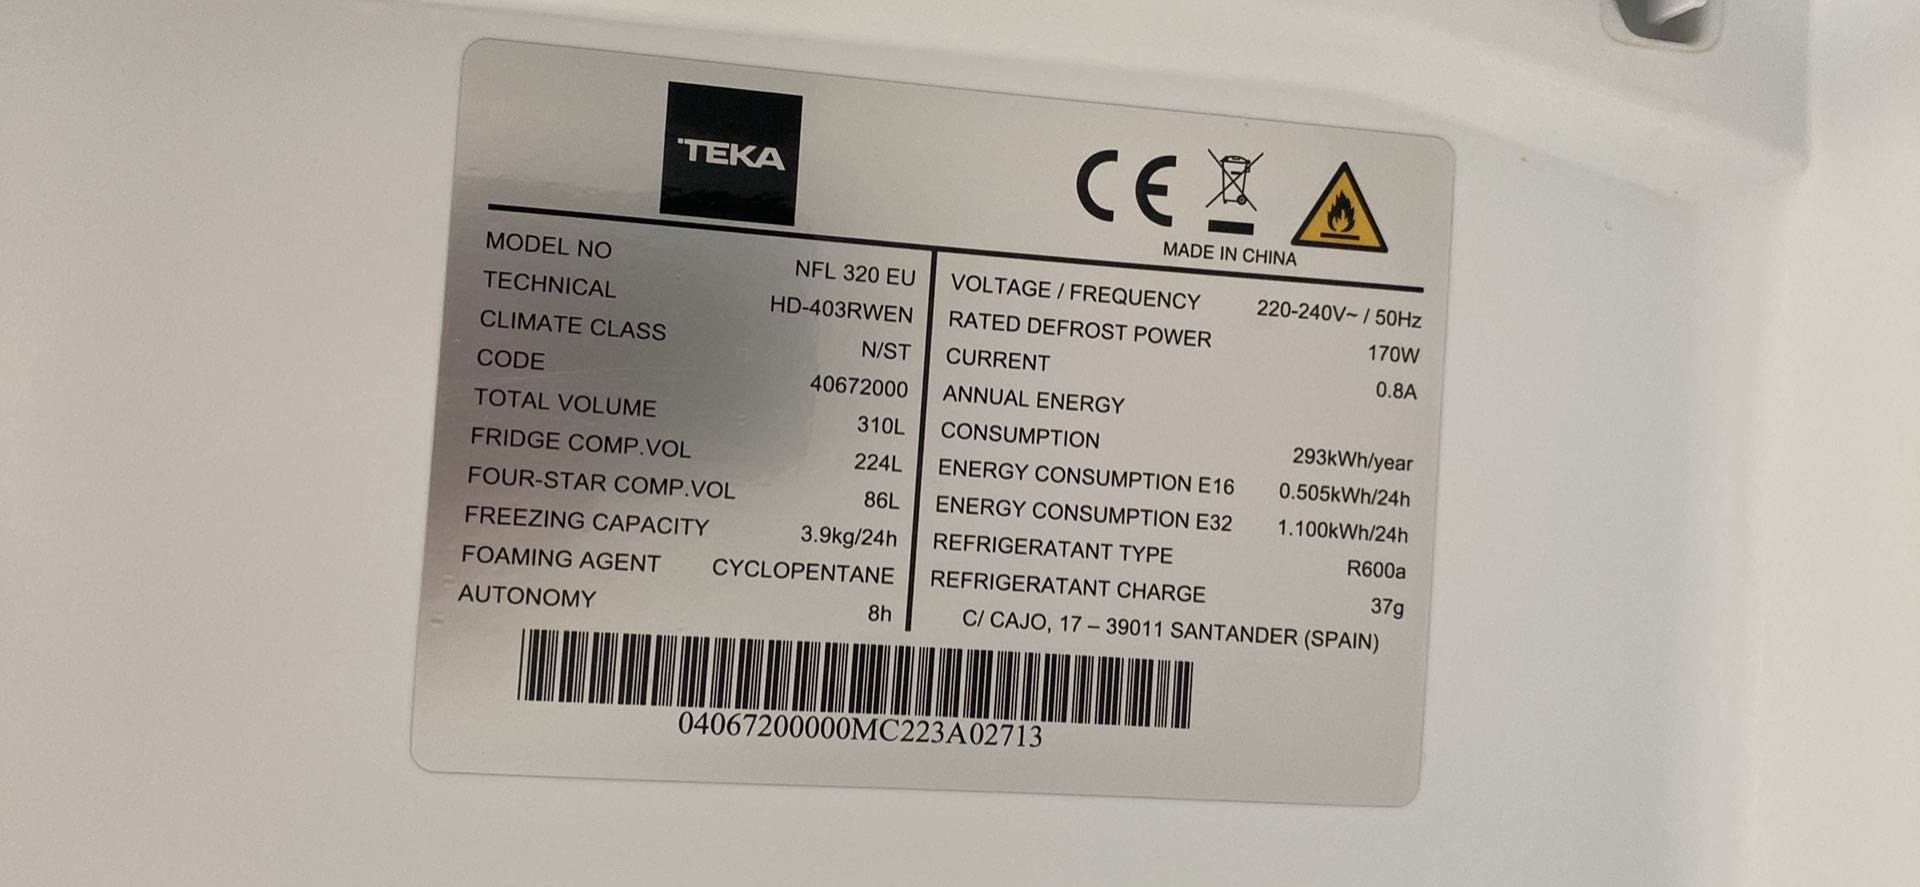 TEKA
CE
MADE IN CHINA
MODEL NO NFL 320 EU
TECHNICAL HD-403RWEN
CLIMATE CLASS N/ST
CODE 40672000
TOTAL VOLUME 310L
FRIDGE COMP.VOL 224L
FOUR-STAR COMP.VOL 86L
FREEZING CAPACITY 3.9kg/24h
FOAMING AGENT CYCLOPENTANE
AUTONOMY 8h
VOLTAGE / FREQUENCY 220-240V~ / 50Hz
RATED DEFROST POWER 170W
CURRENT 0.8A
ANNUAL ENERGY
CONSUMPTION 293kWh/year
ENERGY CONSUMPTION E16 0.505kWh/24h
ENERGY CONSUMPTION E32 1.100kWh/24h
REFRIGERATANT TYPE R600a
REFRIGERATANT CHARGE 37g
C/ CAJO, 17 – 39011 SANTANDER (SPAIN)
04067200000MC223A02713